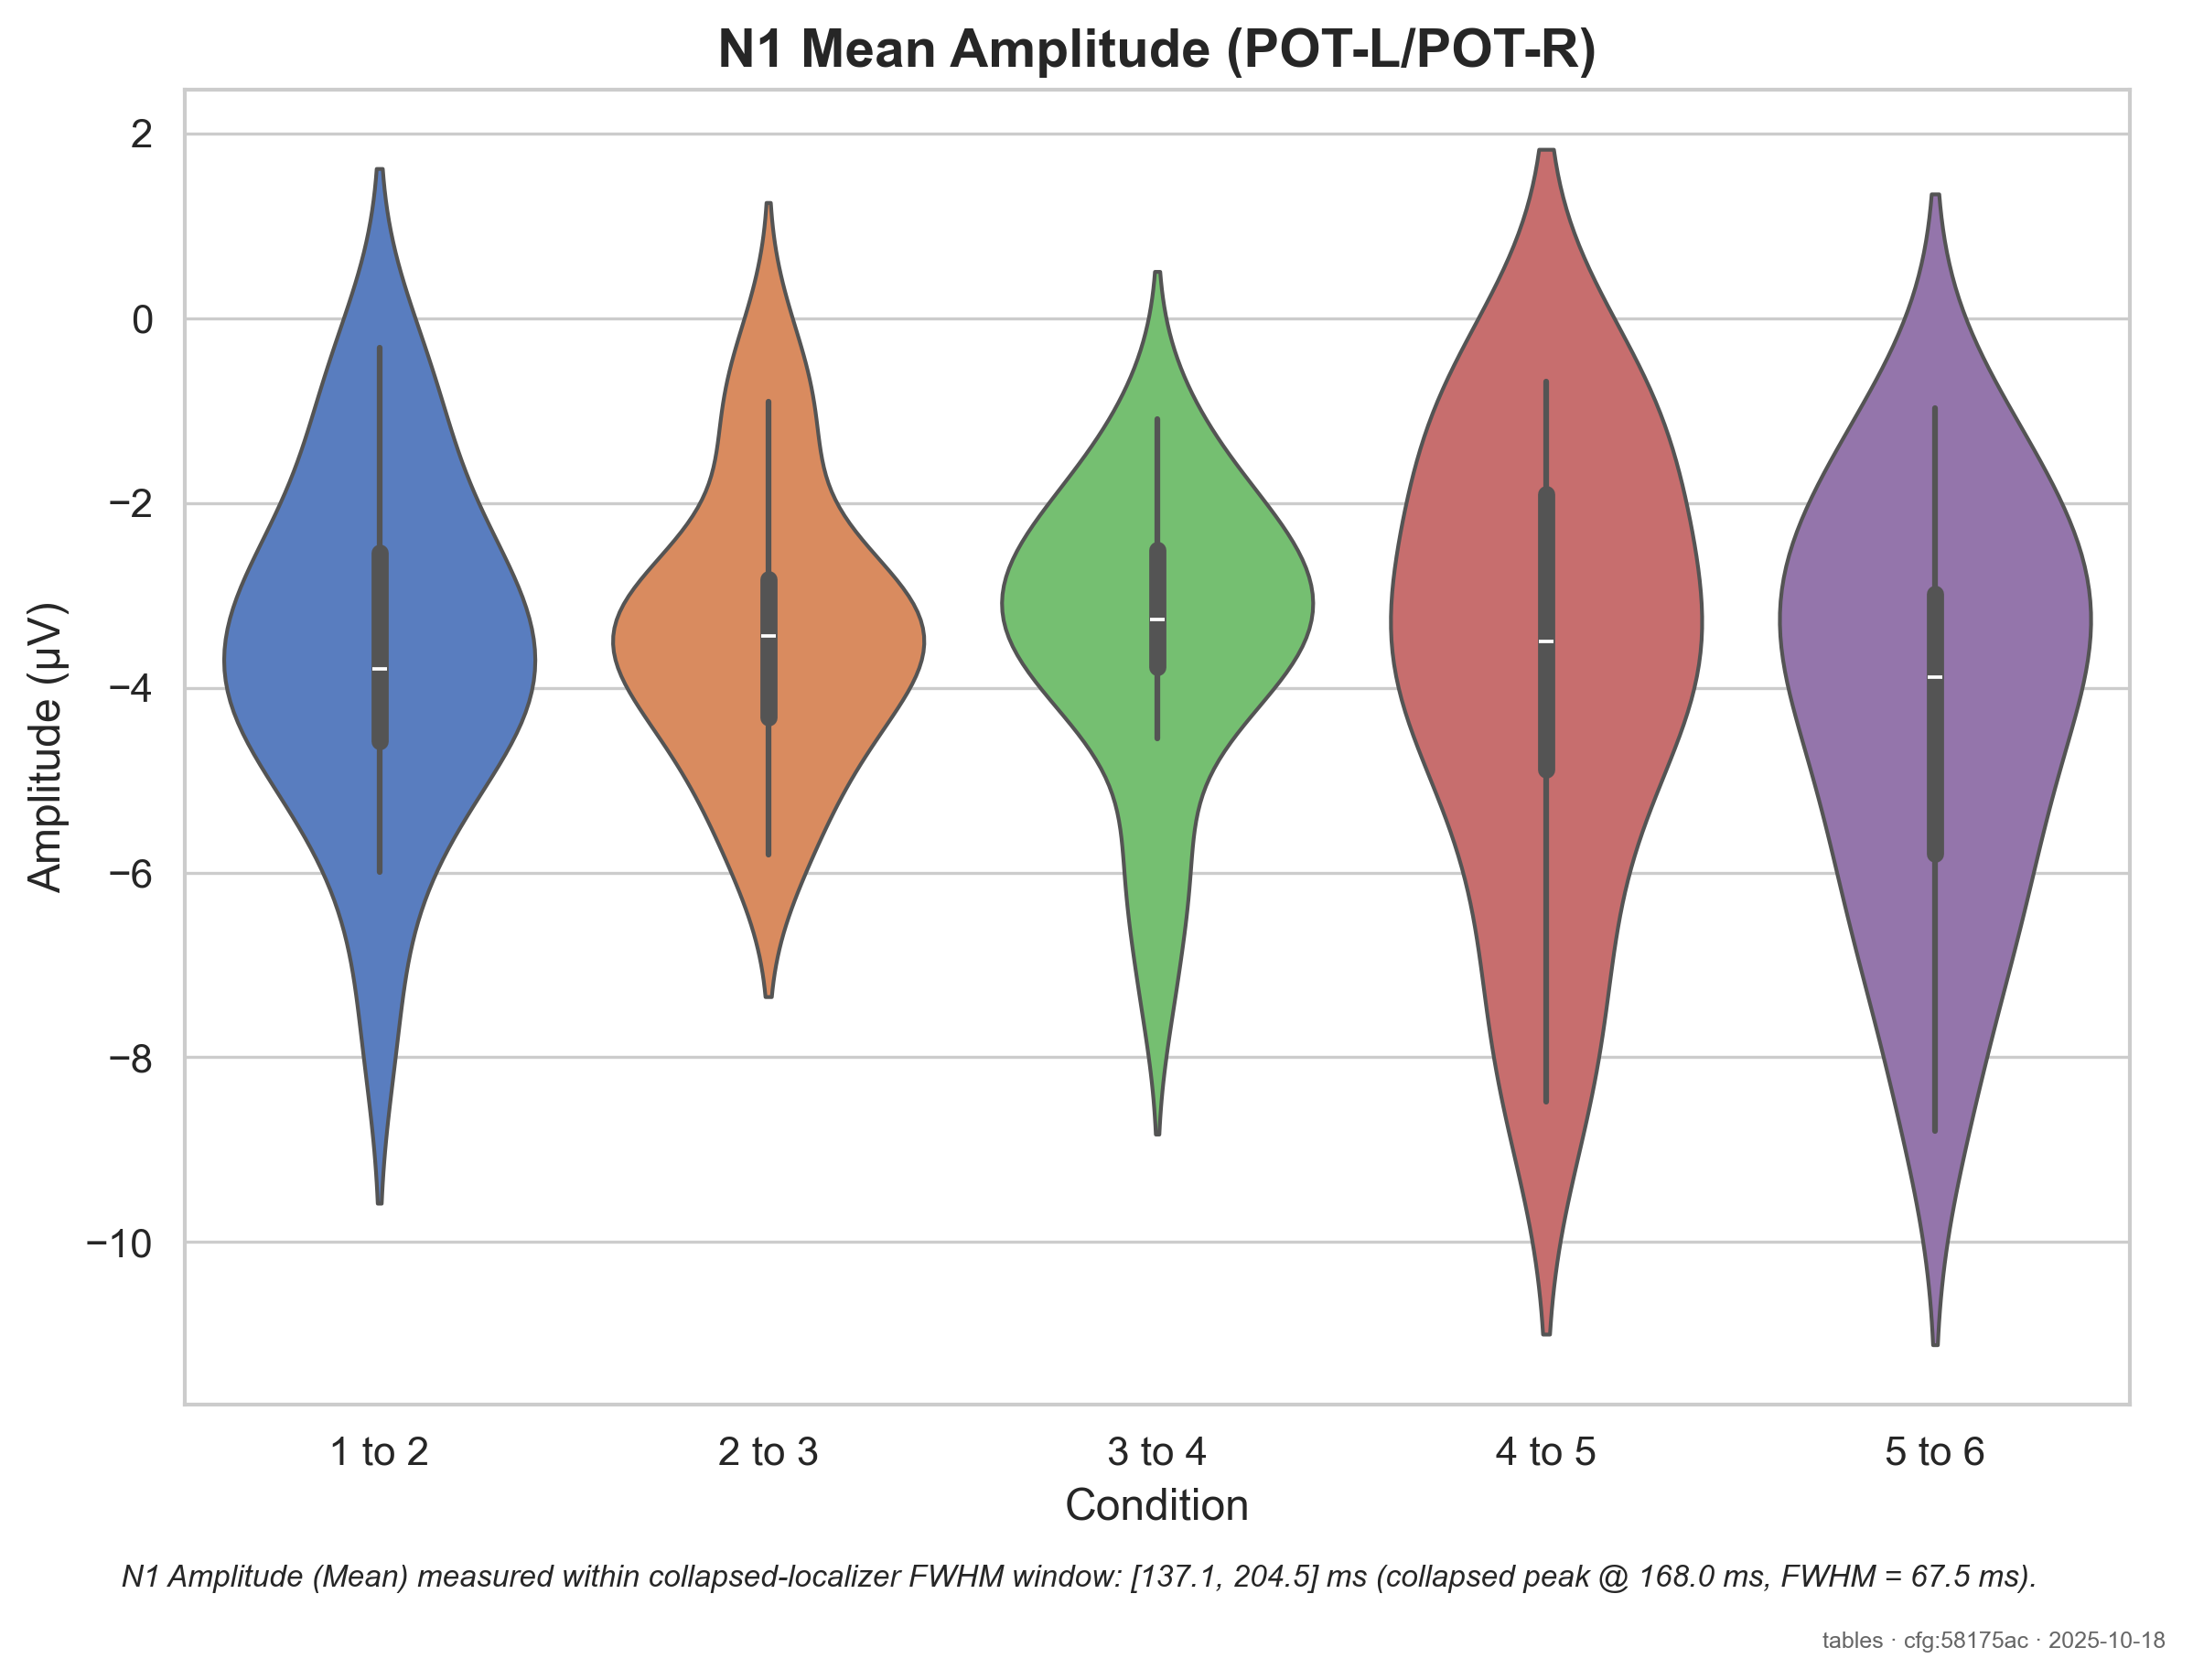 N1 Mean Amplitude (POT-L/POT-R)
Amplitude (µV)
2
0
−2
−4
−6
−8
−10
1 to 2
2 to 3
3 to 4
4 to 5
5 to 6
Condition
N1 Amplitude (Mean) measured within collapsed-localizer FWHM window: [137.1, 204.5] ms (collapsed peak @ 168.0 ms, FWHM = 67.5 ms).
tables · cfg:58175ac · 2025-10-18